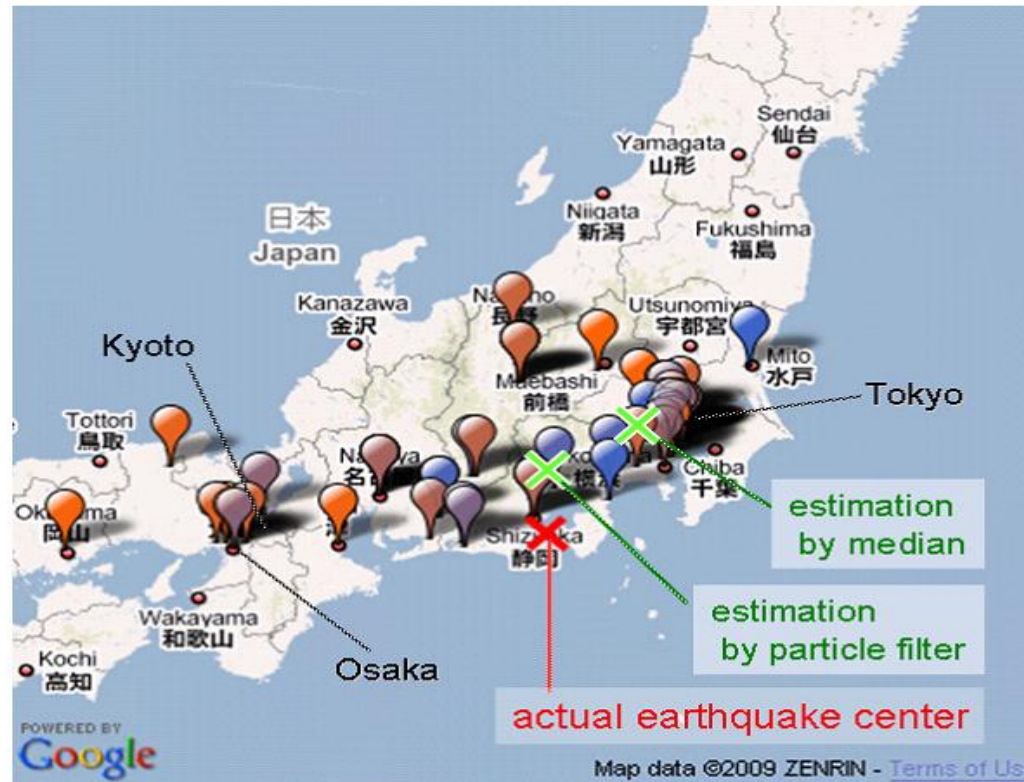 Sendai
仙台
Yamagata
山形
Niigata
新潟
Fukushima
福島
日本
Japan
Kanazawa
金沢
Utsunomiya
宇都宮
Kyoto
Mito
水戸
Maebashi
前橋
Tokyo
Tottori
鳥取
Chiba
千葉
岡山
estimation
by median
Shizuoka
静岡
estimation
by particle filter
Wakayama
和歌山
Osaka
Kochi
高知
actual earthquake center
POWERED BY
Google
Map data ©2009 ZENRIN - Terms of Us